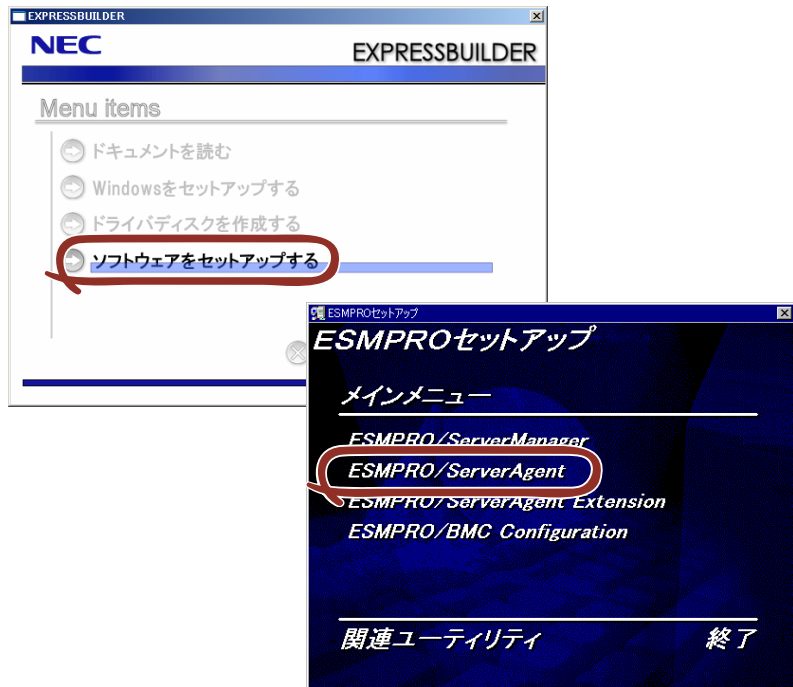 EXPRESSBUILDER
NEC
EXPRESSBUILDER
Menu items
ドキュメントを読む
Windowsをセットアップする
ドライバディスクを作成する
ソフトウェアをセットアップする
ESMPROセットアップ
ESMPROセットアップ
メインメニュー
ESMPRO/ServerManager
ESMPRO/ServerAgent
ESMPRO/ServerAgent Extension
ESMPRO/BMC Configuration
関連ユーティリティ
終了